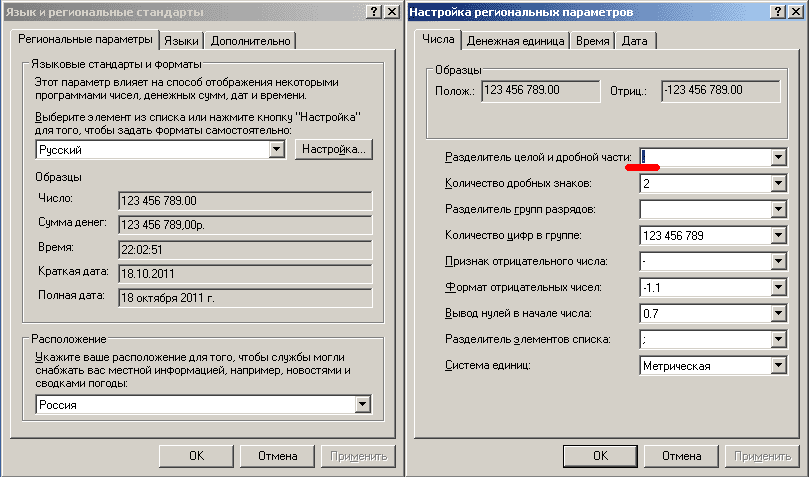 Язык и региональные стандарты
Региональные параметры
Языки
Дополнительно
Языковые стандарты и форматы
Этот параметр влияет на способ отображения некоторыми
программами чисел, денежных сумм, дат и времени.
Выберите элемент из списка или нажмите кнопку "Настройка"
для того, чтобы задать форматы самостоятельно:
Русский
Настройка...
Образцы
Число: 123 456 789.00
Сумма денег: 123 456 789,00р.
Время: 22:02:51
Краткая дата: 18.10.2011
Полная дата: 18 октября 2011 г.
Расположение
Укажите ваше расположение для того, чтобы службы могли
снабжать вас местной информацией, например, новостями и
сводками погоды:
Россия
OK
Отмена
Применить
Настройка региональных параметров
Числа
Денежная единица
Время
Дата
Образцы
Полож.: 123 456 789.00 Отриц.: -123 456 789.00
Разделитель целой и дробной части:
Количество дробных знаков: 2
Разделитель групп разрядов:
Количество цифр в группе: 123 456 789
Признак отрицательного числа: -
Формат отрицательных чисел: -1.1
Вывод нулей в начале числа: 0.7
Разделитель элементов списка: ;
Система единиц: Метрическая
OK
Отмена
Применить